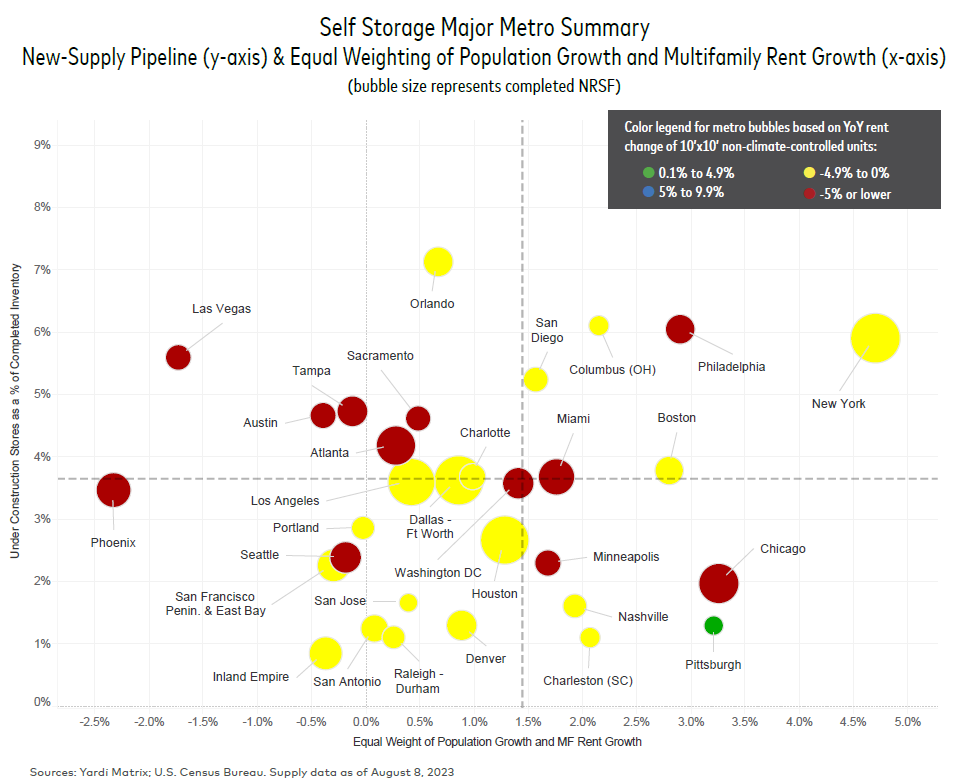 Self Storage Major Metro Summary
New-Supply Pipeline (y-axis) & Equal Weighting of Population Growth and Multifamily Rent Growth (x-axis)
(bubble size represents completed NRSF)
Color legend for metro bubbles based on YoY rent
change of 10'x10' non-climate-controlled units:
0.1% to 4.9%
-4.9% to 0%
5% to 9.9%
-5% or lower
Under Construction Stores as a % of Completed Inventory
9%
8%
7%
6%
5%
4%
3%
2%
1%
0%
Orlando
Las Vegas
San
Diego
Sacramento
Columbus (OH)
Philadelphia
Tampa
New York
Austin
Charlotte
Miami
Boston
Atlanta
Los Angeles
Dallas -
Ft Worth
Portland
Phoenix
Seattle
Washington DC
Minneapolis
Chicago
San Francisco
Penin. & East Bay
San Jose
Houston
Nashville
Denver
Pittsburgh
Inland Empire
San Antonio
Raleigh -
Durham
Charleston (SC)
-2.5%
-2.0%
-1.5%
-1.0%
-0.5%
0.0%
0.5%
1.0%
1.5%
2.0%
2.5%
3.0%
3.5%
4.0%
4.5%
5.0%
Equal Weight of Population Growth and MF Rent Growth
Sources: Yardi Matrix; U.S. Census Bureau. Supply data as of August 8, 2023